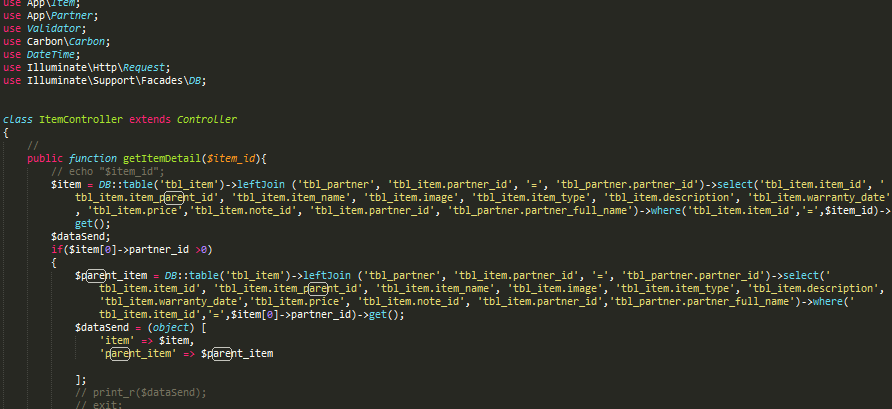 use App\Item;
use App\Partner;
use Validator;
use Carbon\Carbon;
use DateTime;
use Illuminate\Http\Request;
use Illuminate\Support\Facades\DB;
class ItemController extends Controller
{
//
public function getItemDetail($item_id){
// echo "$item_id";
$item = DB::table('tbl_item')->leftJoin ('tbl_partner', 'tbl_item.partner_id', '=', 'tbl_partner.partner_id')->select('tbl_item.item_id', '
tbl_item.item_parent_id', 'tbl_item.item_name', 'tbl_item.image', 'tbl_item.item_type', 'tbl_item.description', 'tbl_item.warranty_date'
, 'tbl_item.price','tbl_item.note_id', 'tbl_item.partner_id', 'tbl_partner.partner_full_name')->where('tbl_item.item_id','=',$item_id)->
get();
$dataSend;
if($item[0]->partner_id >0)
{
$parent_item = DB::table('tbl_item')->leftJoin ('tbl_partner', 'tbl_item.partner_id', '=', 'tbl_partner.partner_id')->select('
tbl_item.item_id', 'tbl_item.item_parent_id', 'tbl_item.item_name', 'tbl_item.image', 'tbl_item.item_type', 'tbl_item.description',
'tbl_item.warranty_date','tbl_item.price', 'tbl_item.note_id', 'tbl_item.partner_id','tbl_partner.partner_full_name')->where('
tbl_item.item_id','=',$item[0]->partner_id)->get();
$dataSend = (object) [
'item' => $item,
'parent_item' => $parent_item
];
// print_r($dataSend);
// exit;